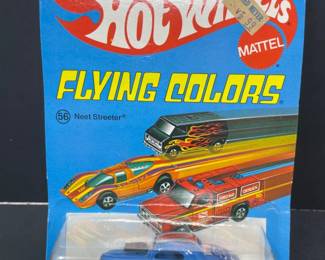 HOT WHEELS
MATTEL
FLYING COLORS®
56 Neet Streeter®